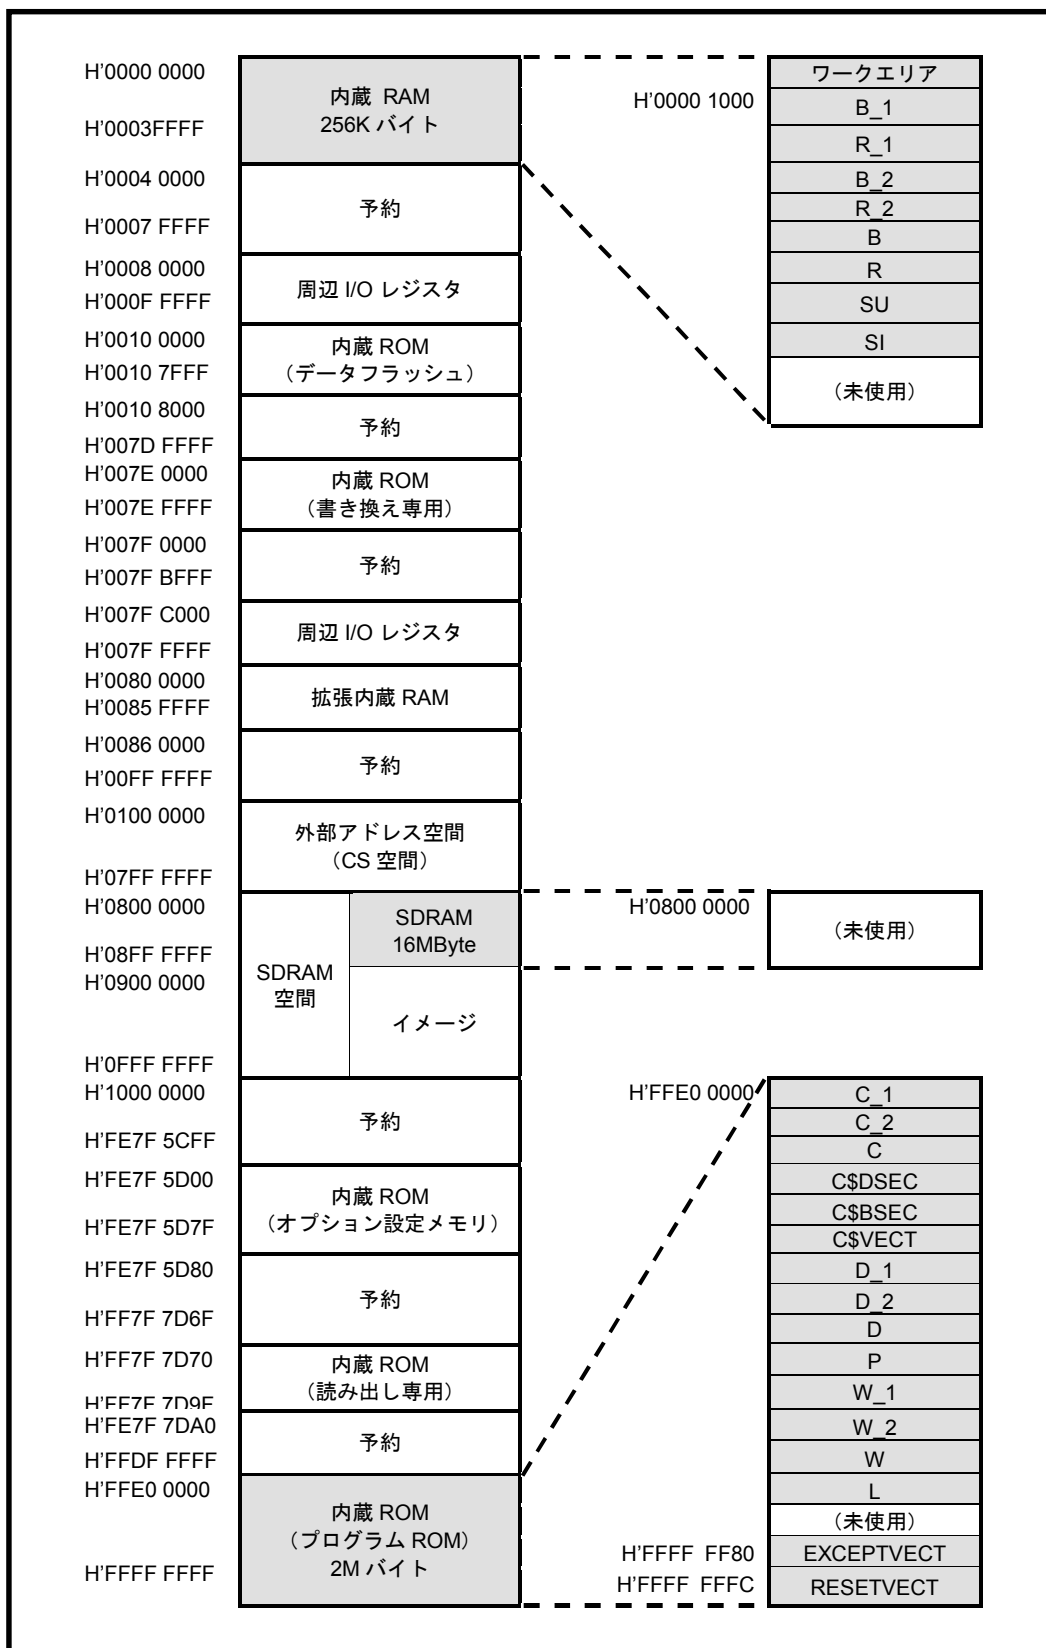 H'0000 0000
内蔵 RAM
256K バイト
H'0003FFFF
H'0004 0000
予約
H'0007 FFFF
H'0008 0000
周辺 I/O レジスタ
H'000F FFFF
H'0010 0000
内蔵 ROM
（データフラッシュ）
H'0010 7FFF
H'0010 8000
予約
H'007D FFFF
H'007E 0000
内蔵 ROM
（書き換え専用）
H'007E FFFF
H'007F 0000
予約
H'007F BFFF
H'007F C000
周辺 I/O レジスタ
H'007F FFFF
H'0080 0000
拡張内蔵 RAM
H'0085 FFFF
H'0086 0000
予約
H'00FF FFFF
H'0100 0000
外部アドレス空間
（CS 空間）
H'07FF FFFF
H'0800 0000
SDRAM
16MByte
H'08FF FFFF
H'0900 0000
SDRAM
空間
イメージ
H'0FFF FFFF
H'1000 0000
予約
H'FE7F 5CFF
H'FE7F 5D00
内蔵 ROM
（オプション設定メモリ）
H'FE7F 5D7F
H'FE7F 5D80
予約
H'FF7F 7D6F
H'FF7F 7D70
内蔵 ROM
（読み出し専用）
H'FE7F 7D9F
H'FE7F 7DA0
予約
H'FFDF FFFF
H'FFE0 0000
内蔵 ROM
（プログラム ROM）
2M バイト
H'FFFF FFFF
ワークエリア
H'0000 1000
B_1
R_1
B_2
R_2
B
R
SU
SI
（未使用）
H'0800 0000
（未使用）
H'FFE0 0000
C_1
C_2
C
C$DSEC
C$BSEC
C$VECT
D_1
D_2
D
P
W_1
W_2
W
L
（未使用）
H'FFFF FF80
EXCEPTVECT
H'FFFF FFFC
RESETVECT